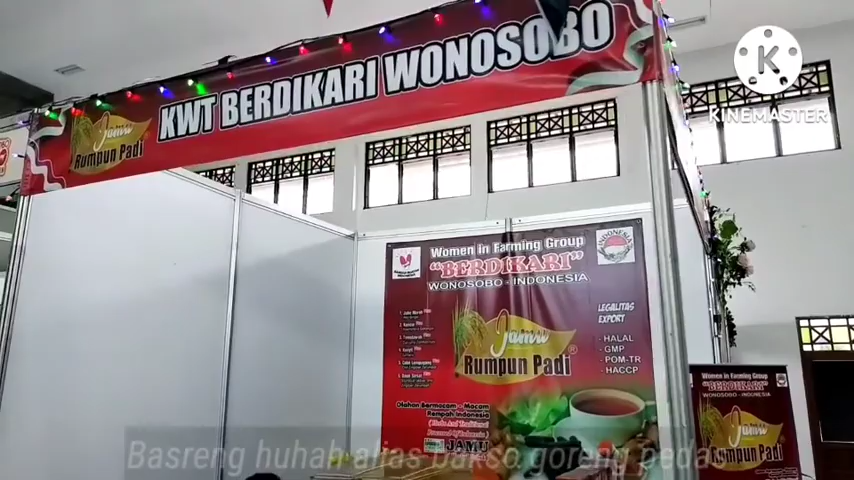 KINEMASTER
KWT BERDIKARI WONOSOBO
Jamu
Rumpun Padi
Women in Farming Group
"BERDIKARI"
WONOSOBO - INDONESIA
INDONESIA
KUALITAS
EXPORT
HALAL
GMP
POM-TR
HACCP
Jamu
Rumpun Padi
Olahan Bermacam - Macam
Rempah Indonesia
JAMU
Women in Farming Group
"BERDIKARI"
WONOSOBO - INDONESIA
Jamu
Rumpun Padi
Basreng huhah alias bakso goreng pedas